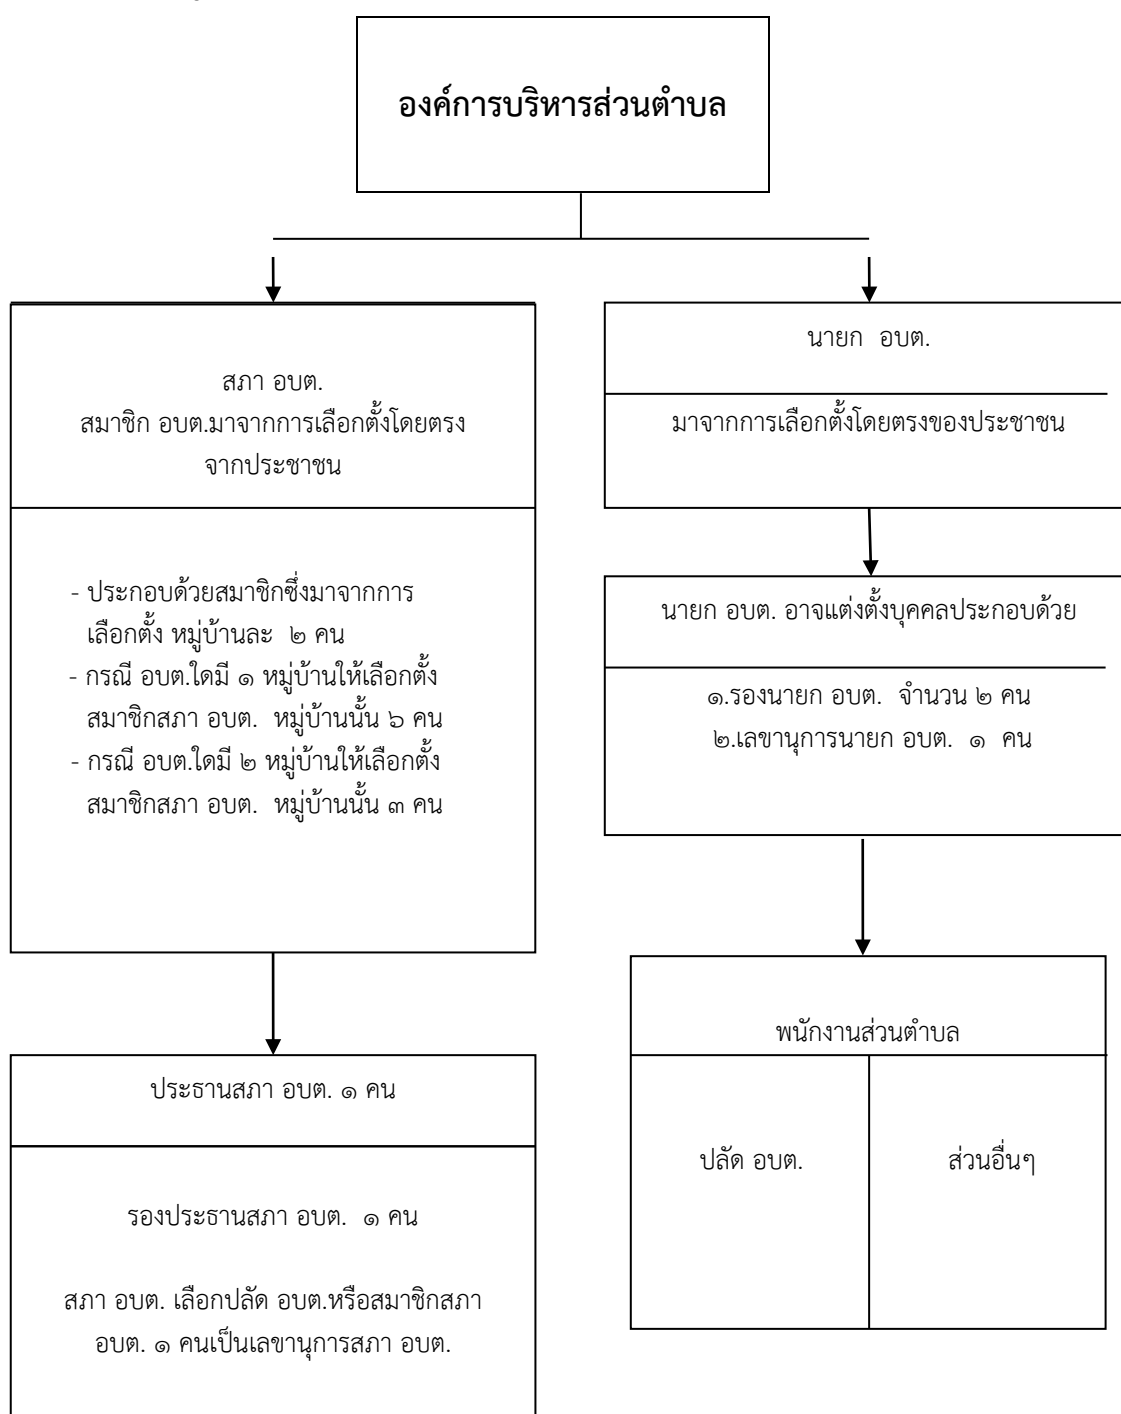 องค์การบริหารส่วนตำบล
สภา อบต.
สมาชิก อบต.มาจากการเลือกตั้งโดยตรง
จากประชาชน
- ประกอบด้วยสมาชิกซึ่งมาจากการ
เลือกตั้ง หมู่บ้านละ ๒ คน
- กรณี อบต.ใดมี ๑ หมู่บ้านให้เลือกตั้ง
สมาชิกสภา อบต. หมู่บ้านนั้น ๖ คน
- กรณี อบต.ใดมี ๒ หมู่บ้านให้เลือกตั้ง
สมาชิกสภา อบต. หมู่บ้านนั้น ๓ คน
ประธานสภา อบต. ๑ คน
รองประธานสภา อบต. ๑ คน
สภา อบต. เลือกปลัด อบต.หรือสมาชิกสภา
อบต. ๑ คนเป็นเลขานุการสภา อบต.
นายก อบต.
มาจากการเลือกตั้งโดยตรงของประชาชน
นายก อบต. อาจแต่งตั้งบุคคลประกอบด้วย
๑.รองนายก อบต. จำนวน ๒ คน
๒.เลขานุการนายก อบต. ๑ คน
พนักงานส่วนตำบล
ปลัด อบต.
ส่วนอื่นๆ